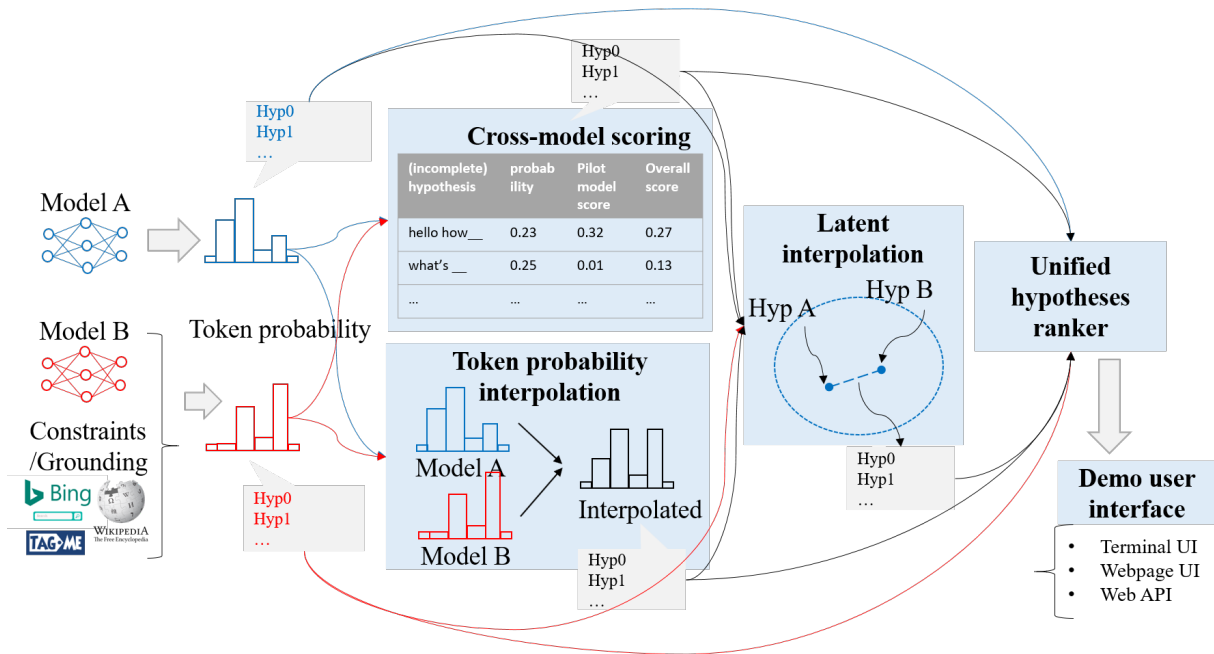 Hyp0
Hyp1
…
Hyp0
Hyp1
…
Model A
Model B
Constraints
/Grounding
Bing
WIKIPEDIA
The Free Encyclopedia
TAG ME
Token probability
Hyp0
Hyp1
…
Cross-model scoring
(incomplete) hypothesis
probab ility
Pilot model score
Overall score
hello how__ 0.23 0.32 0.27
what's __ 0.25 0.01 0.13
… … … …
Token probability
interpolation
Model A
Model B
Interpolated
Hyp0
Hyp1
…
Latent
interpolation
Hyp A
Hyp B
Hyp0
Hyp1
…
Unified
hypotheses
ranker
Demo user
interface
• Terminal UI
• Webpage UI
• Web API